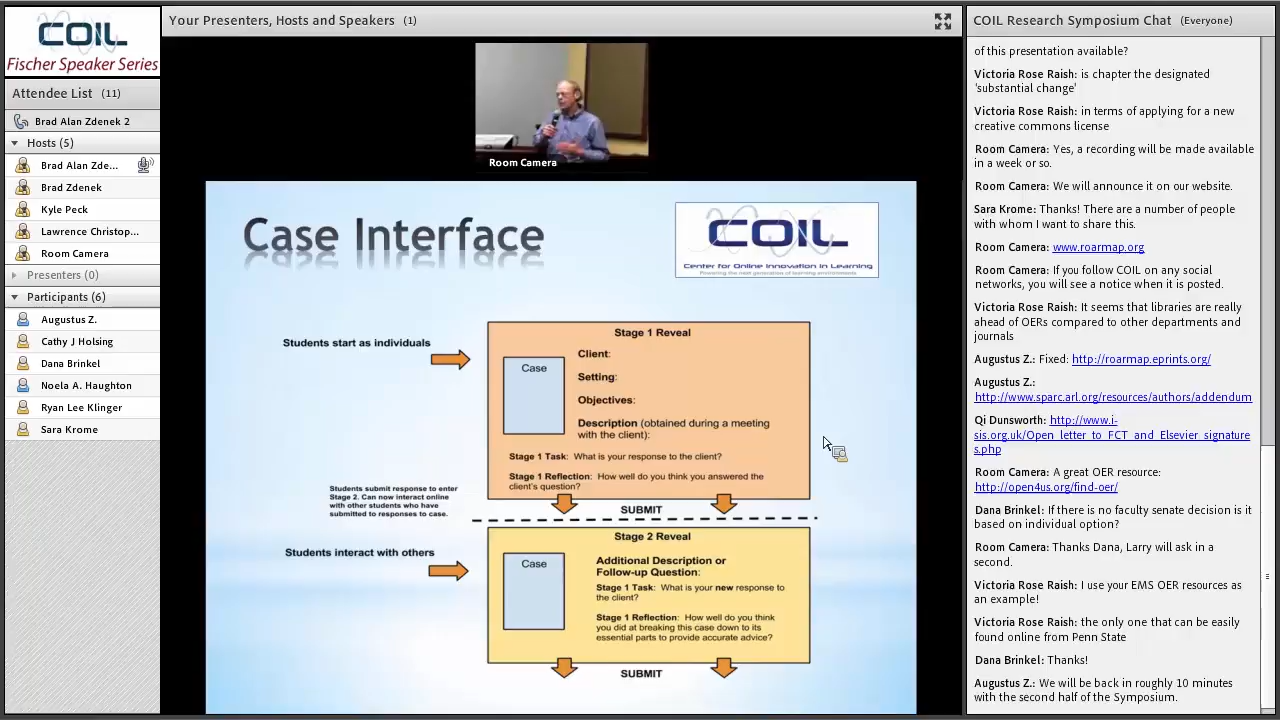 COIL
Fischer Speaker Series
Attendee List (11)
Brad Alan Zdenek 2
Hosts (5)
Brad Alan Zde...
Brad Zdenek
Kyle Peck
Lawrence Christop...
Room Camera
Presenters (0)
Participants (6)
Augustus Z.
Cathy J Holsing
Dana Brinkel
Noela A. Haughton
Ryan Lee Klinger
Sara Krome
Your Presenters, Hosts and Speakers (1)
Room Camera
Case Interface
COIL
Center for Online Innovation in Learning
Powering the next generation of learning environments
Students start as individuals
Stage 1 Reveal
Case
Client:
Setting:
Objectives:
Description (obtained during a meeting
with the client):
Stage 1 Task: What is your response to the client?
Stage 1 Reflection: How well do you think you answered the
client's question?
Students submit response to enter
Stage 2. Can now interact online
with other students who have
submitted to responses to case.
SUBMIT
Students interact with others
Stage 2 Reveal
Case
Additional Description or
Follow-up Question:
Stage 1 Task: What is your new response to
the client?
Stage 1 Reflection: How well do you think
you did at breaking this case down to its
essential parts to provide accurate advice?
SUBMIT
COIL Research Symposium Chat (Everyone)
of this presentation available?
Victoria Rose Raish: is chapter the designated
'substantial change'
Victoria Rose Raish: in terms of applying for a new
creative commons license
Room Camera: Yes, a recording will be made available
in a week or so.
Room Camera: We will announce it on our website.
Sara Krome: Thanks! There are a number of people
with whom I want to share this.
Room Camera: www.roarmap.org
Room Camera: if you follow COIL on one of our social
networks, you will see a notice when it is posted.
Victoria Rose Raish: it seem that libraries are really
ahead of OERs compared to other departments and
journals
Augustus Z.: Fixed: http://roarmap.eprints.org/
Augustus Z.:
http://www.sparc.arl.org/resources/authors/addendum
Qi Dunsworth: http://www.i-
sis.org.uk/Open_Letter_to_FCT_and_Elsevier_signature
s.php
Room Camera: great OER resource:
http://open4us.org/find-oer/
Dana Brinkel: In the faculty senate decision is it
based on individual option?
Room Camera: Thanks Dana, Larry will ask in a
second.
Victoria Rose Raish: NVS OER resources as
an example!
Victoria Rose Raish: not one that can be easily
found online from Penn State
Dana Brinkel: Thanks!
Augustus Z.: We will be back in roughly 10 minutes
with the second half of the Symposium.